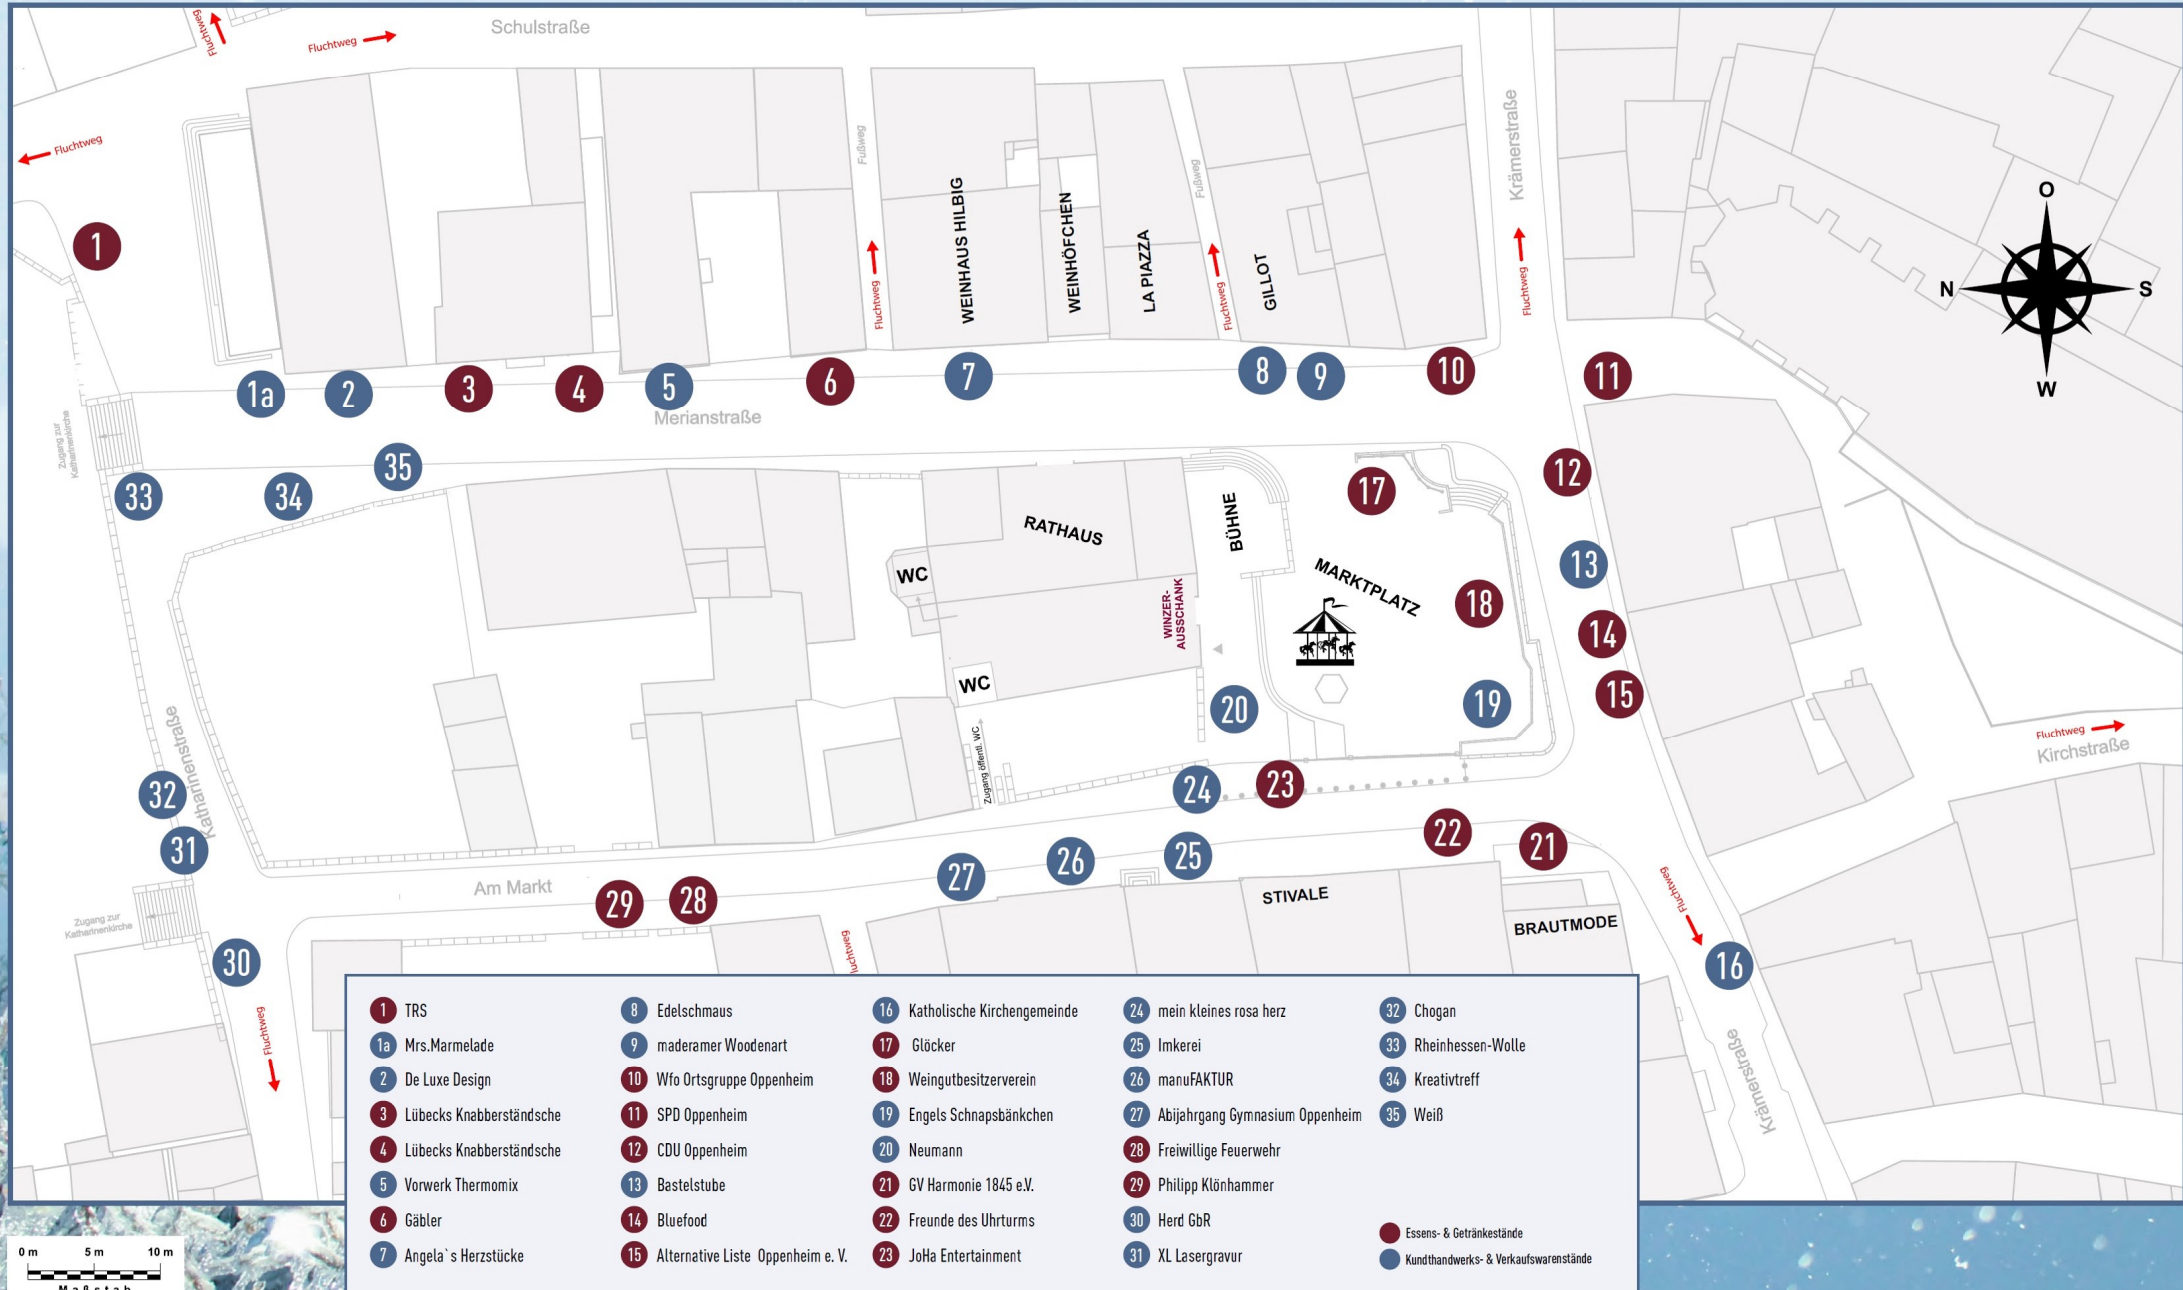 Schulstraße
Fluchtweg
Fluchtweg
Fluchtweg
Krämerstraße
Fußweg
Fußweg
WEINHAUS HILBIG
WEINHÖFCHEN
LA PIAZZA
GILLOT
Fluchtweg
Fluchtweg
Fluchtweg
O
N
S
W
1
1a
2
3
4
5
6
7
8
9
10
11
Merianstraße
Zugang zur
Katharinenkirche
33
34
35
12
17
BÜHNE
RATHAUS
WC
MARKTPLATZ
13
18
14
WINZER-
AUSSCHANK
WC
20
19
15
Fluchtweg
Kirchstraße
Katharinenstraße
Zugang öffentl. WC
32
31
24
23
22
21
25
26
27
Am Markt
28
29
STIVALE
BRAUTMODE
Fluchtweg
16
Zugang zur
Katharinenkirche
30
Fluchtweg
luchtweg
Krämerstraße
1 TRS
1a Mrs.Marmelade
2 De Luxe Design
3 Lübecks Knabberständsche
4 Lübecks Knabberständsche
5 Vorwerk Thermomix
6 Gäbler
7 Angela`s Herzstücke
8 Edelschmaus
9 maderamer Woodenart
10 Wfo Ortsgruppe Oppenheim
11 SPD Oppenheim
12 CDU Oppenheim
13 Bastelstube
14 Bluefood
15 Alternative Liste Oppenheim e. V.
16 Katholische Kirchengemeinde
17 Glöcker
18 Weingutbesitzerverein
19 Engels Schnapsbänkchen
20 Neumann
21 GV Harmonie 1845 e.V.
22 Freunde des Uhrturms
23 JoHa Entertainment
24 mein kleines rosa herz
25 Imkerei
26 manuFAKTUR
27 Abijahrgang Gymnasium Oppenheim
28 Freiwillige Feuerwehr
29 Philipp Klönhammer
30 Herd GbR
31 XL Lasergravur
32 Chogan
33 Rheinhessen-Wolle
34 Kreativtreff
35 Weiß
Essens- & Getränkestände
Kundthandwerks- & Verkaufswarenstände
0 m 5 m 10 m
Maßstab